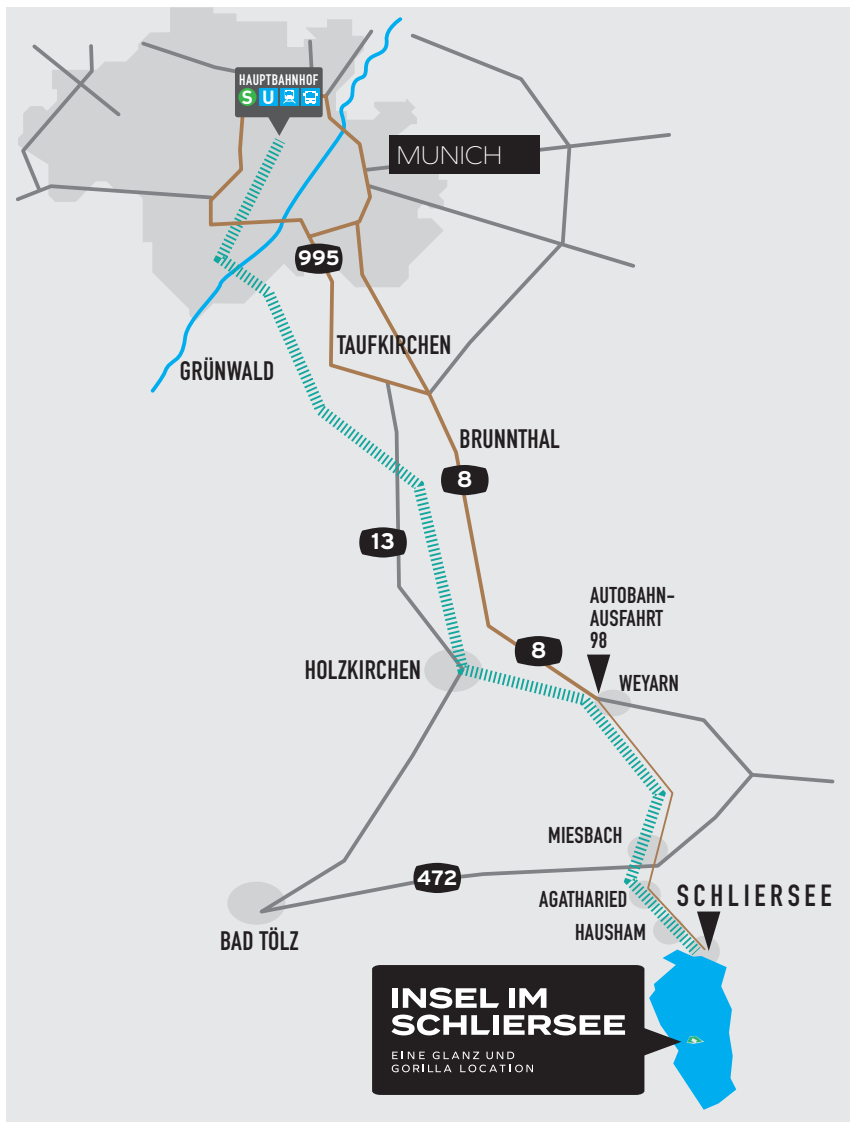 HAUPTBAHNHOF
S U
MUNICH
995
TAUFKIRCHEN
GRÜNWALD
BRUNNTHAL
8
13
AUTOBAHN-
AUSFAHRT
98
8
HOLZKIRCHEN
WEYARN
MIESBACH
472
AGATHARIED
SCHLIERSEE
HAUSHAM
BAD TÖLZ
INSEL IM
SCHLIERSEE
EINE GLANZ UND
GORILLA LOCATION